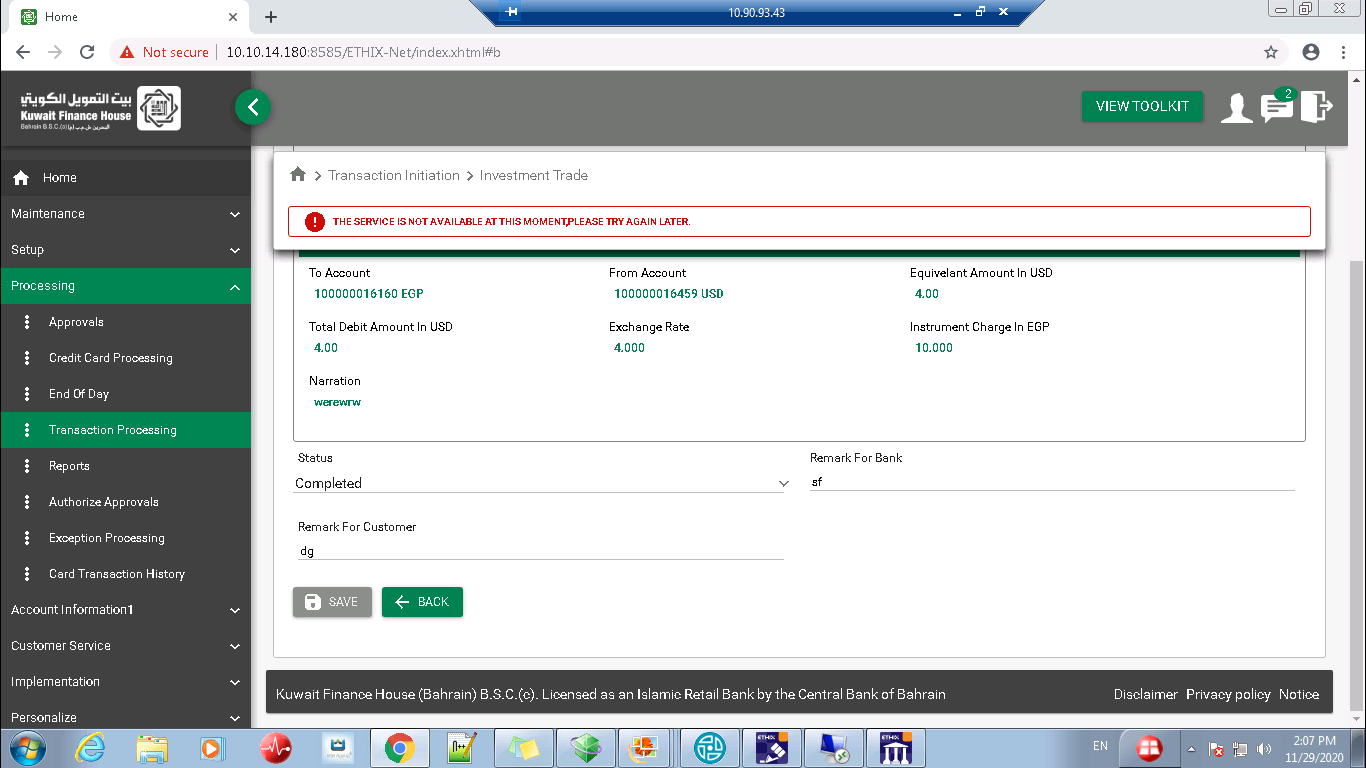 Home
10.90.93.43
Not secure
10.10.14.180:8585/ETHIX-Net/index.xhtml#b
بيت التمويل الكويتي
Kuwait Finance House
Bahrain B.S.C.(c)
VIEW TOOLKIT
2
Home
Maintenance
Setup
Processing
Approvals
Credit Card Processing
End Of Day
Transaction Processing
Reports
Authorize Approvals
Exception Processing
Card Transaction History
Account Information1
Customer Service
Implementation
Personalize
Transaction Initiation
Investment Trade
THE SERVICE IS NOT AVAILABLE AT THIS MOMENT,PLEASE TRY AGAIN LATER.
To Account
From Account
Equivelant Amount In USD
100000016160 EGP
100000016459 USD
4.00
Total Debit Amount In USD
Exchange Rate
Instrument Charge In EGP
4.00
4.000
10.000
Narration
werewrw
Status
Remark For Bank
Completed
sf
Remark For Customer
dg
SAVE
BACK
Kuwait Finance House (Bahrain) B.S.C.(c). Licensed as an Islamic Retail Bank by the Central Bank of Bahrain
Disclaimer
Privacy policy
Notice
ETHIX
ETHIX
EN
2:07 PM
11/29/2020